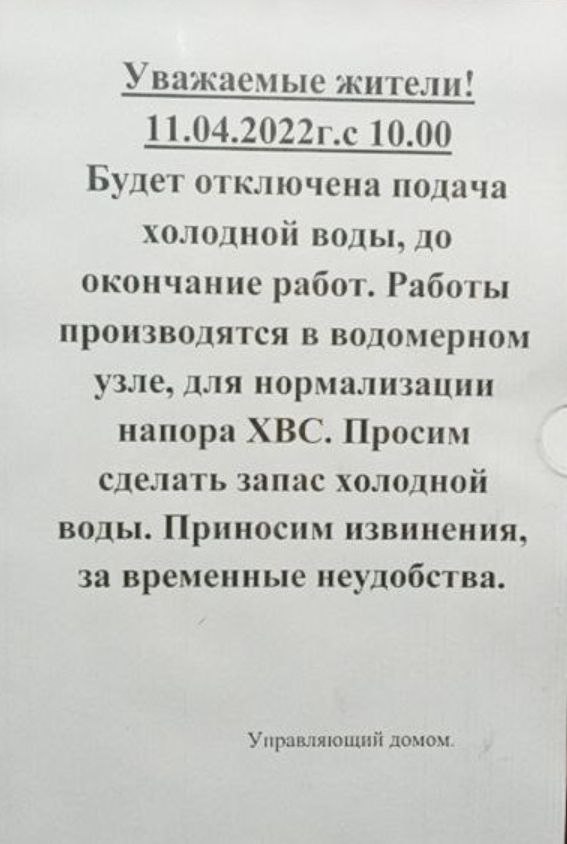 Уважаемые жители!
11.04.2022г.с 10.00
Будет отключена подача
холодной воды, до
окончание работ. Работы
производятся в водомерном
узле, для нормализации
напора ХВС. Просим
сделать запас холодной
воды. Приносим извинения,
за временные неудобства.
Управляющий домом.